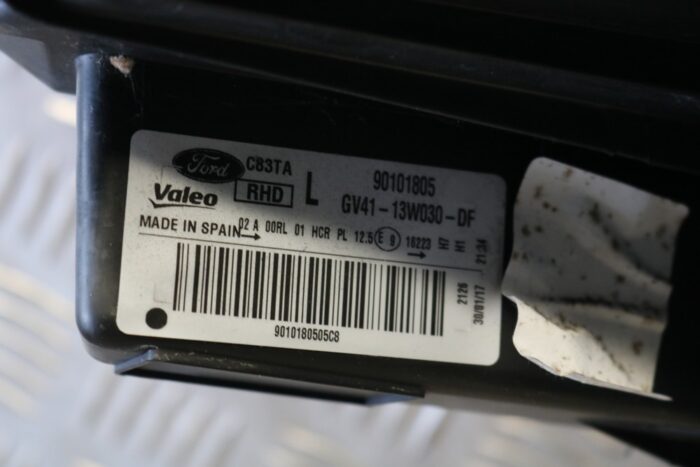 Ford C83TA 90101805
Valeo RHD L GV41-13W030-DF
MADE IN SPAIN 02 A 00RL 01 HCR PL 12.5 E 9 16223 H7 H1 21:34
2126 30/01/17
9010180505C8